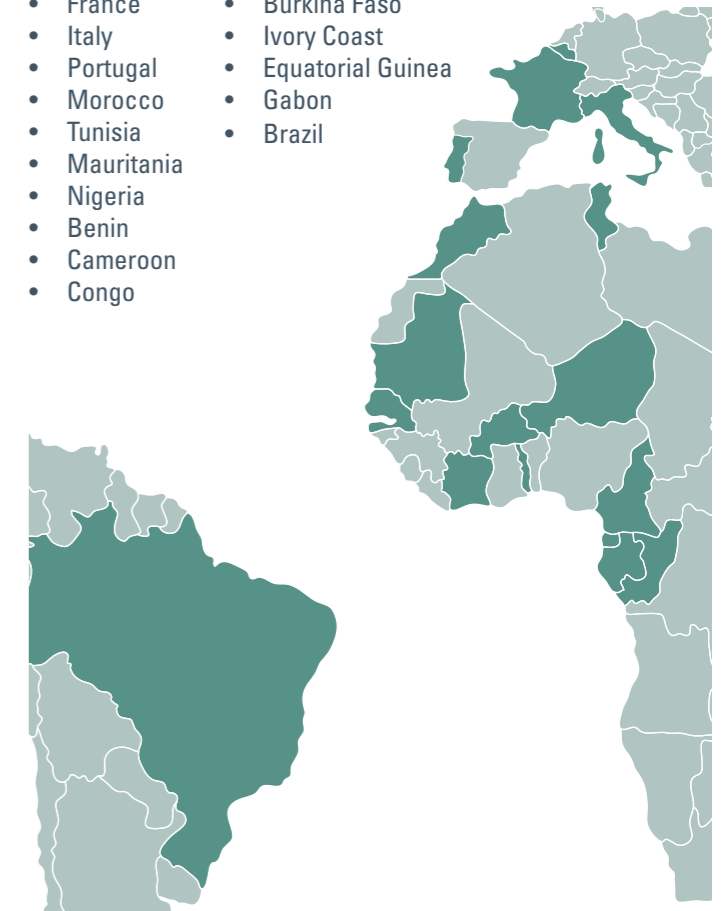 France
Italy
Portugal
Morocco
Tunisia
Mauritania
Nigeria
Benin
Cameroon
Congo
Burkina Faso
Ivory Coast
Equatorial Guinea
Gabon
Brazil